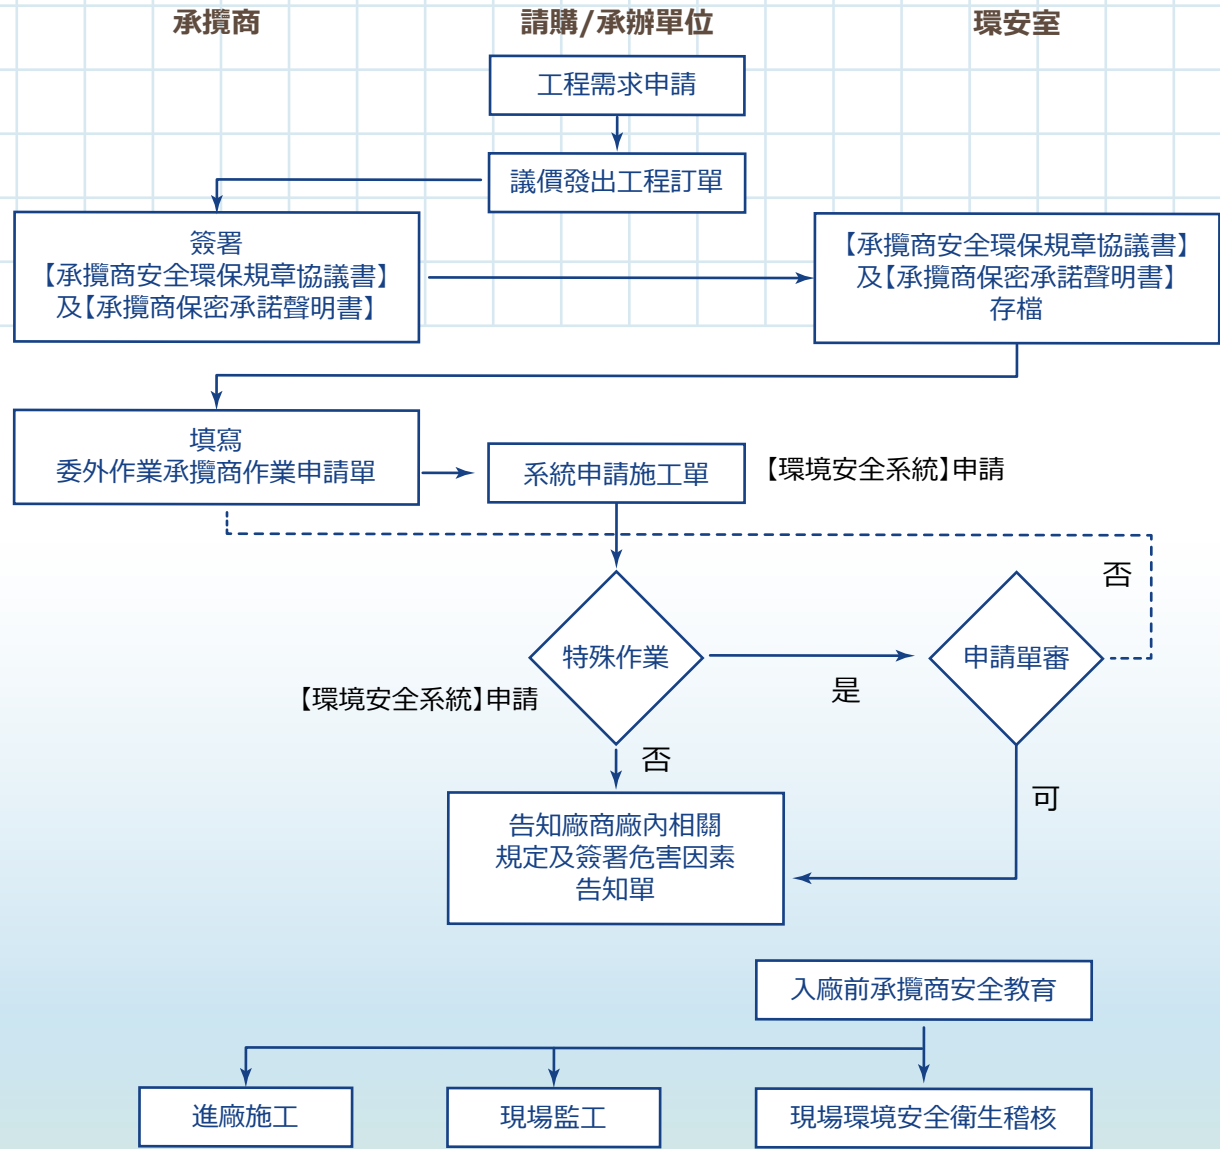 承攬商
請購/承辦單位
環安室
工程需求申請
議價發出工程訂單
簽署
【承攬商安全環保規章協議書】
及【承攬商保密承諾聲明書】
【承攬商安全環保規章協議書】
及【承攬商保密承諾聲明書】
存檔
填寫
委外作業承攬商作業申請單
系統申請施工單
【環境安全系統】申請
否
特殊作業
是
申請單審
【環境安全系統】申請
否
可
告知廠商廠內相關
規定及簽署危害因素
告知單
入廠前承攬商安全教育
進廠施工
現場監工
現場環境安全衛生稽核